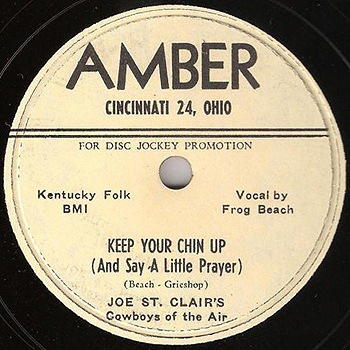 AMBER
CINCINNATI 24, OHIO
FOR DISC JOCKEY PROMOTION
Kentucky Folk
BMI
Vocal by
Frog Beach
KEEP YOUR CHIN UP
(And Say A Little Prayer)
(Beach - Grieshop)
JOE ST. CLAIR'S
Cowboys of the Air